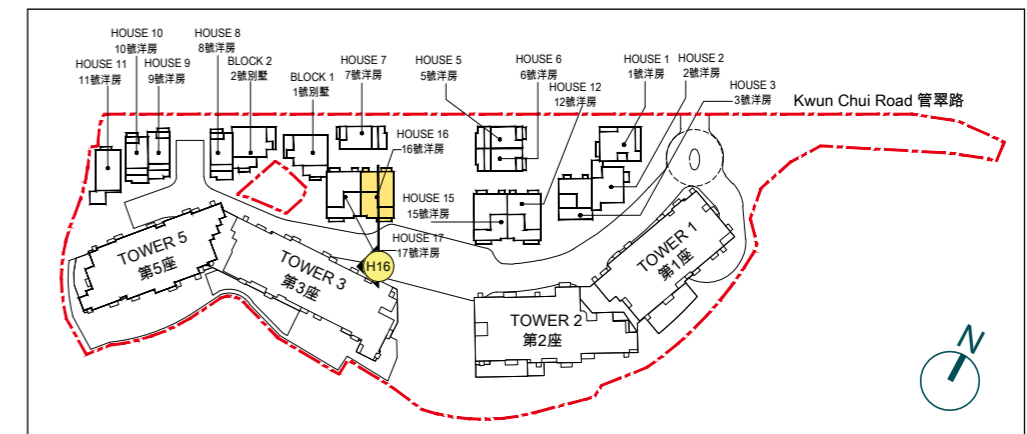 HOUSE 10
10號洋房
HOUSE 8
8號洋房
HOUSE 11
11號洋房
HOUSE 9
9號洋房
BLOCK 2
2號別墅
BLOCK 1
1號別墅
HOUSE 7
7號洋房
HOUSE 5
5號洋房
HOUSE 6
6號洋房
HOUSE 1
1號洋房
HOUSE 2
2號洋房
HOUSE 12
12號洋房
HOUSE 3
3號洋房
Kwun Chui Road 管翠路
HOUSE 16
16號洋房
HOUSE 15
15號洋房
HOUSE 17
17號洋房
H16
TOWER 5
第5座
TOWER 3
第3座
TOWER 2
第2座
TOWER 1
第1座
N